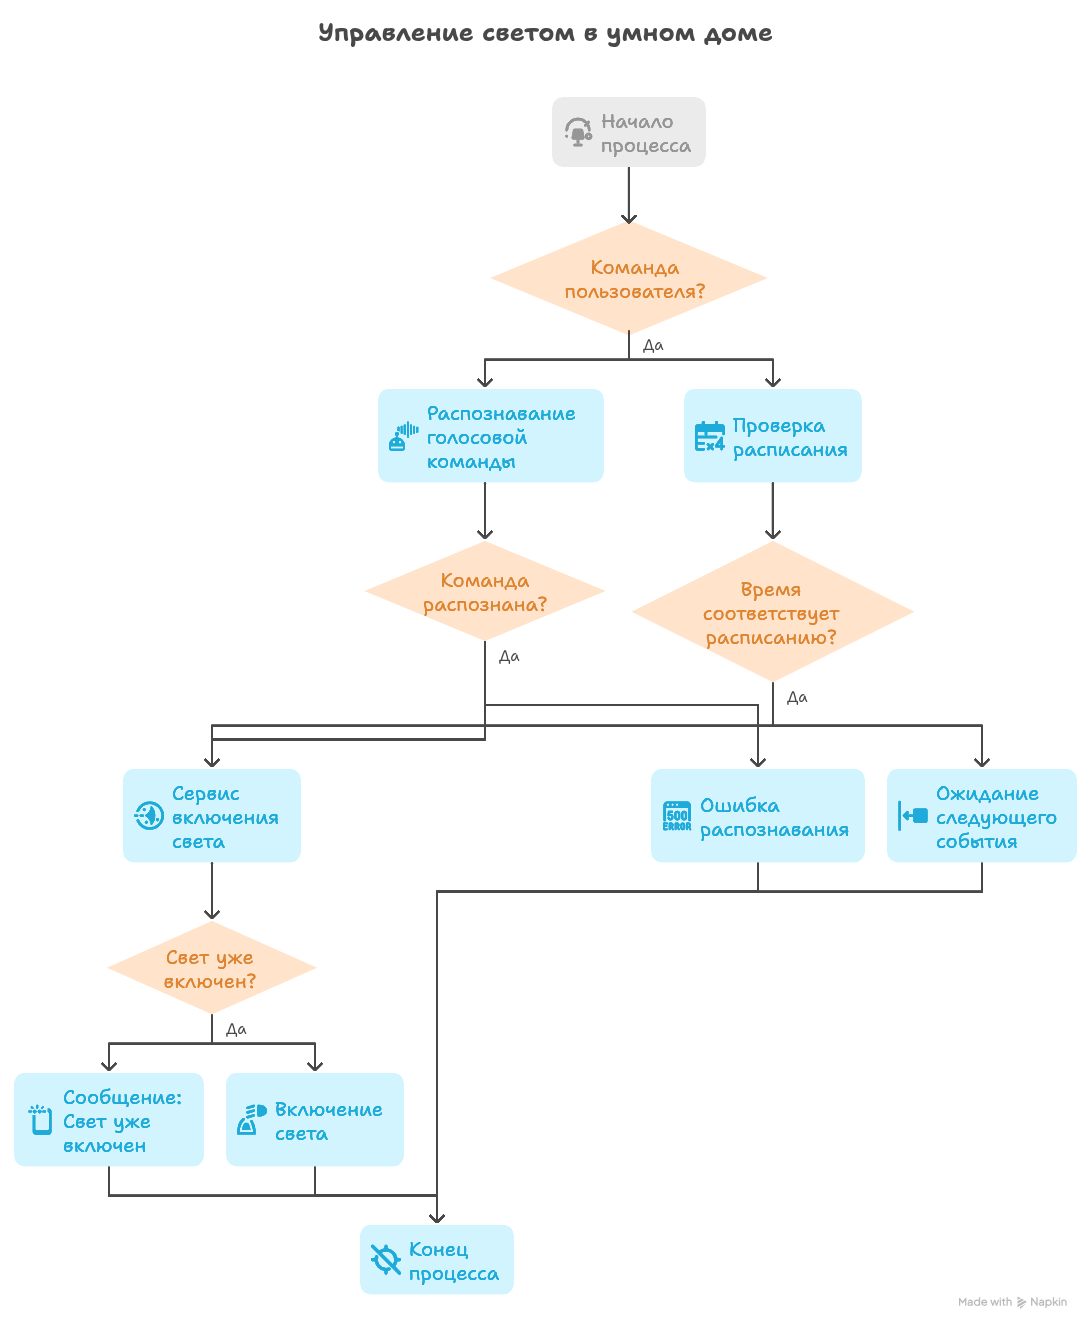 Управление светом в умном доме
Начало
процесса
Команда
пользователя?
Да
Распознавание
голосовой
команды
Проверка
расписания
x4
Команда
распознана?
Время
соответствует
расписанию?
Да
Да
Сервис
включения
света
500
ERROR
Ошибка
распознавания
Ожидание
следующего
события
Свет уже
включен?
Да
Сообщение:
Свет уже
включен
Включение
света
Конец
процесса
Made with Napkin